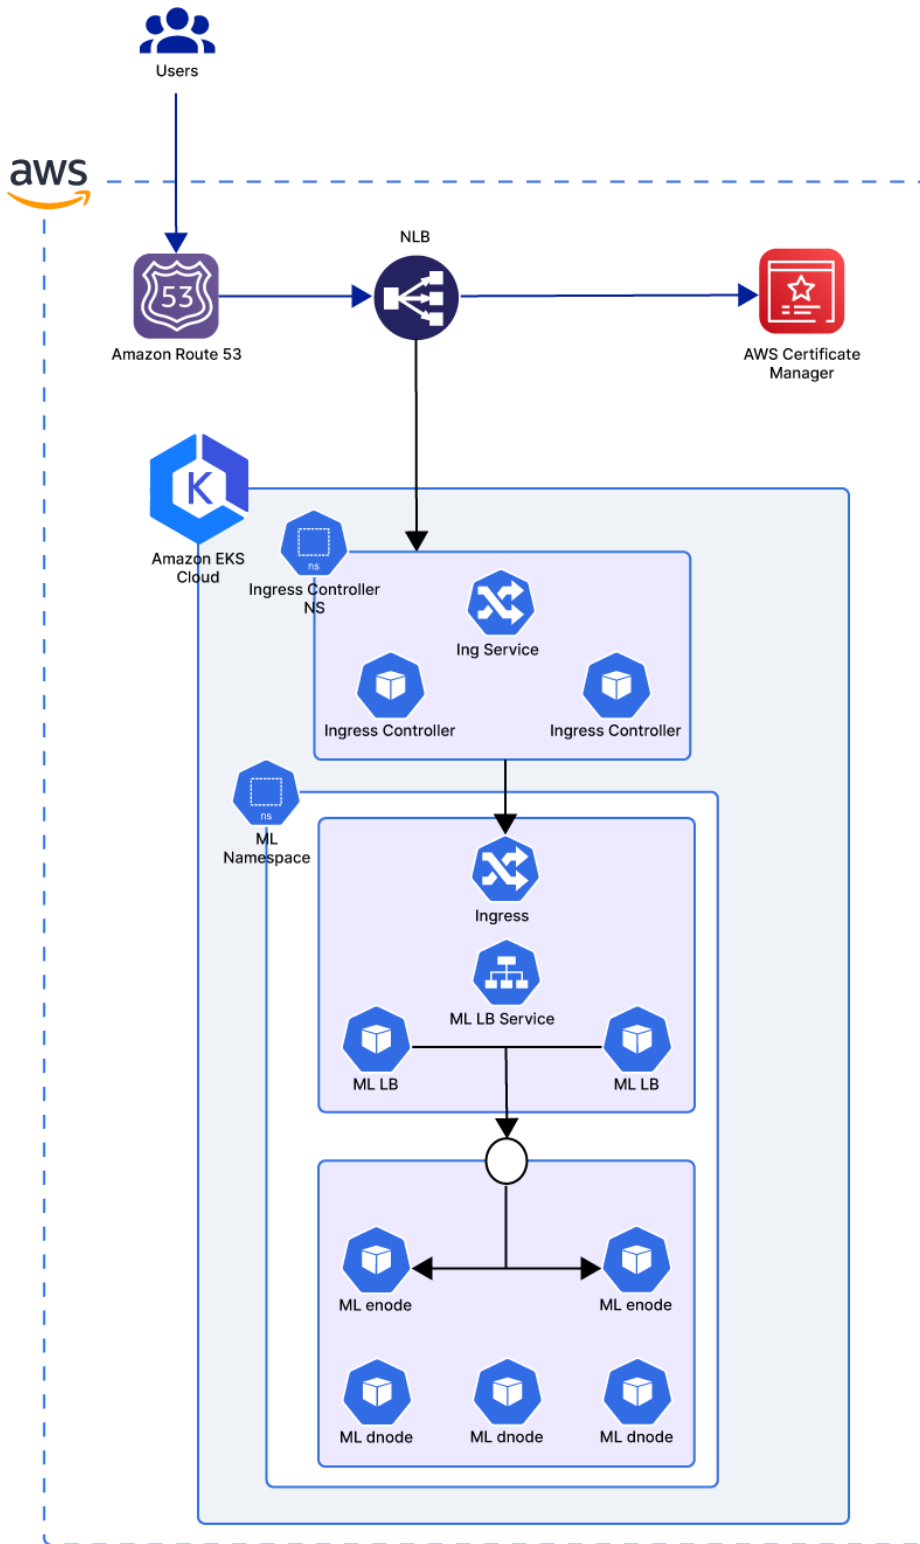 Users
aws
NLB
53
Amazon Route 53
AWS Certificate
Manager
K
Amazon EKS
Cloud
ns
Ingress Controller
NS
Ing Service
Ingress Controller
Ingress Controller
ns
ML
Namespace
Ingress
ML LB Service
ML LB
ML LB
ML enode
ML enode
ML dnode
ML dnode
ML dnode